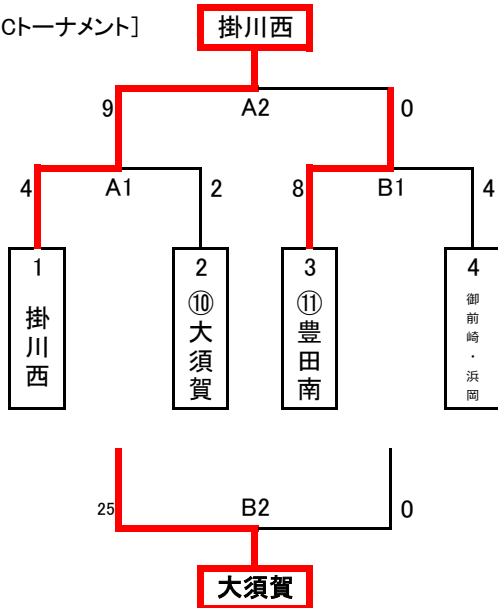 Cトーナメント]
掛川西
9 A2 0
4 A1 2 8 B1 4
1 2 3 4
掛川西
⑩大須賀
⑪豊田南
御前崎・浜岡
25 B2 0
大須賀